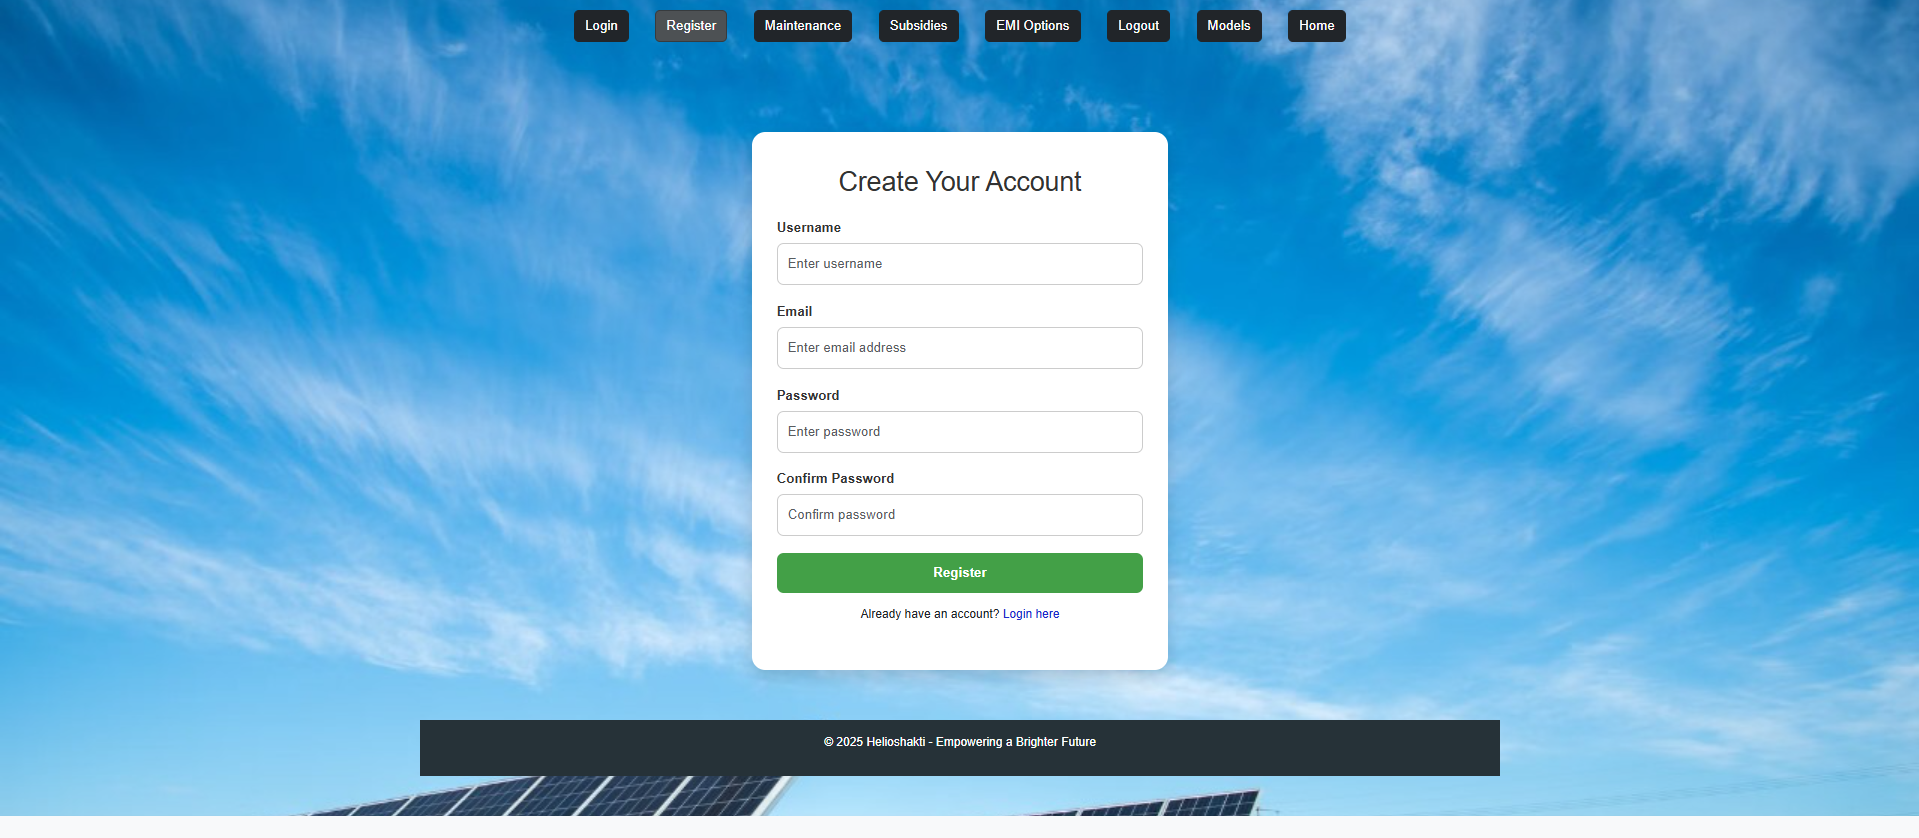 Login Register Maintenance Subsidies EMI Options Logout Models Home
Create Your Account
Username
Enter username
Email
Enter email address
Password
Enter password
Confirm Password
Confirm password
Register
Already have an account? Login here
© 2025 Helioshakti - Empowering a Brighter Future